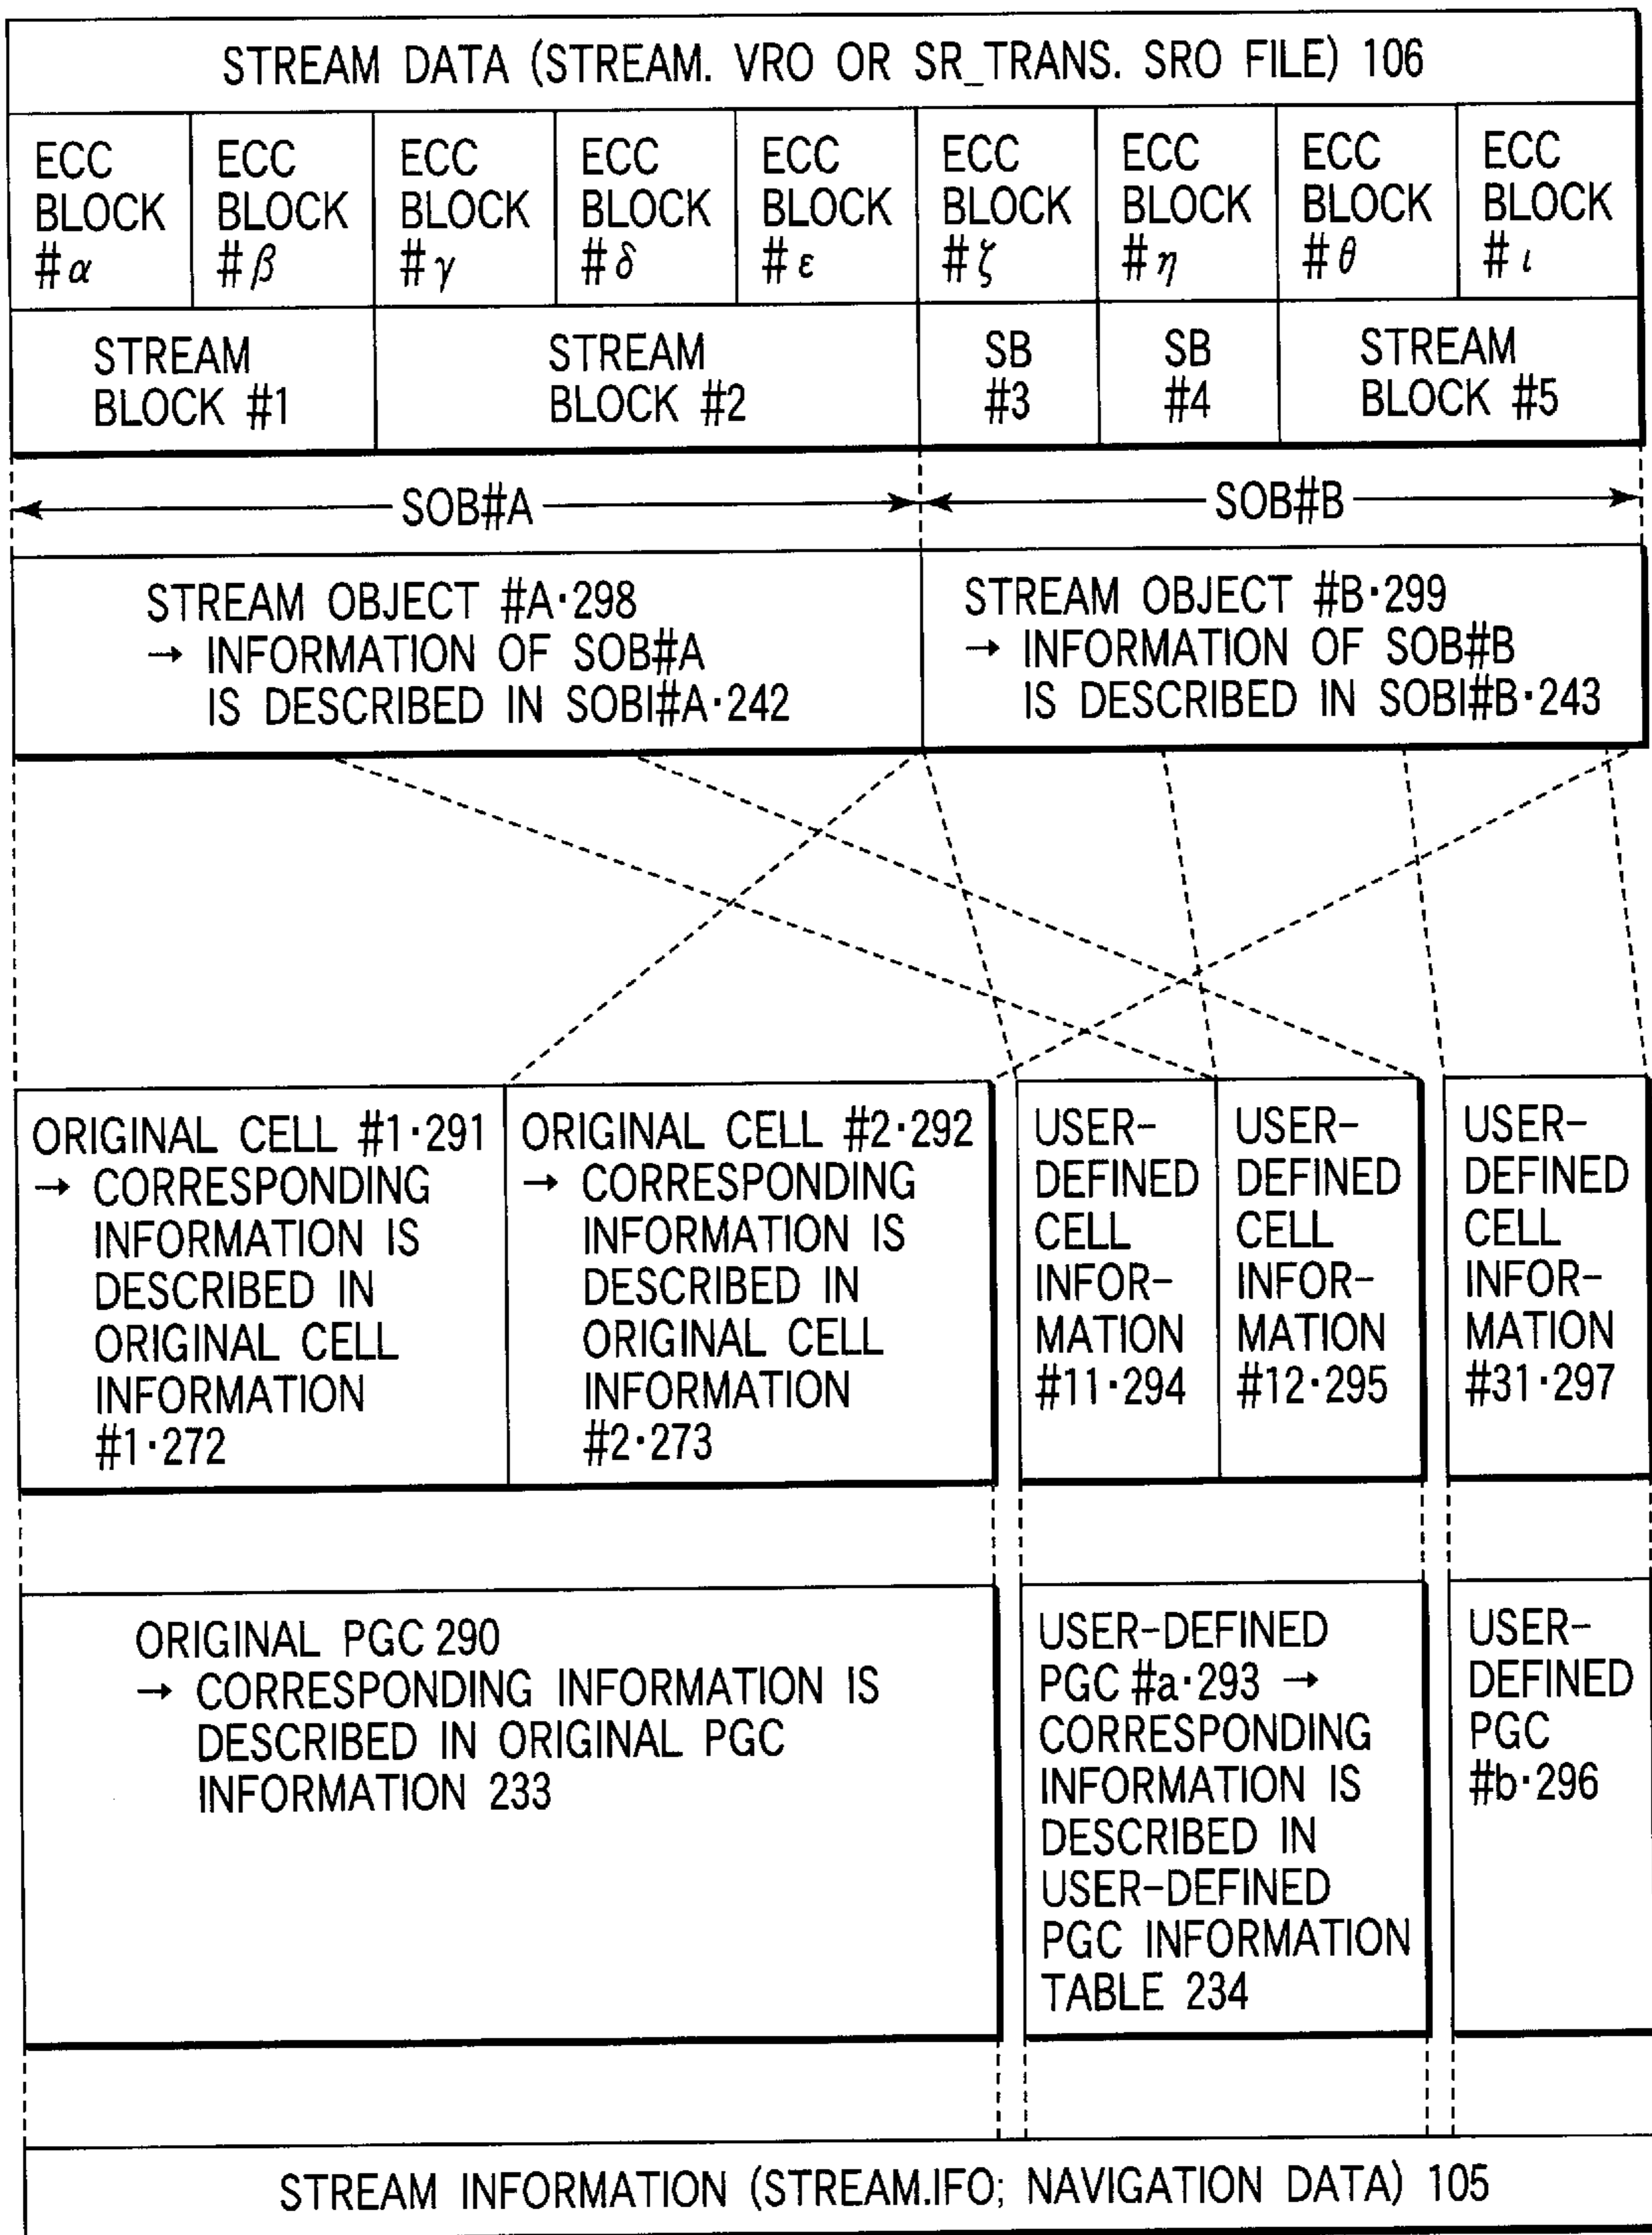 STREAM DATA (STREAM. VRO OR SR_TRANS. SRO FILE) 106
ECC
BLOCK
#α
ECC
BLOCK
#β
ECC
BLOCK
#γ
ECC
BLOCK
#δ
ECC
BLOCK
#ε
ECC
BLOCK
#ζ
ECC
BLOCK
#η
ECC
BLOCK
#θ
ECC
BLOCK
#ι
STREAM
BLOCK #1
STREAM
BLOCK #2
SB
#3
SB
#4
STREAM
BLOCK #5
SOB#A
SOB#B
STREAM OBJECT #A·298
→ INFORMATION OF SOB#A
IS DESCRIBED IN SOBI#A·242
STREAM OBJECT #B·299
→ INFORMATION OF SOB#B
IS DESCRIBED IN SOBI#B·243
ORIGINAL CELL #1·291
→ CORRESPONDING
INFORMATION IS
DESCRIBED IN
ORIGINAL CELL
INFORMATION
#1·272
ORIGINAL CELL #2·292
→ CORRESPONDING
INFORMATION IS
DESCRIBED IN
ORIGINAL CELL
INFORMATION
#2·273
USER-
DEFINED
CELL
INFOR-
MATION
#11·294
USER-
DEFINED
CELL
INFOR-
MATION
#12·295
USER-
DEFINED
CELL
INFOR-
MATION
#31·297
ORIGINAL PGC 290
→ CORRESPONDING INFORMATION IS
DESCRIBED IN ORIGINAL PGC
INFORMATION 233
USER-DEFINED
PGC #a·293 →
CORRESPONDING
INFORMATION IS
DESCRIBED IN
USER-DEFINED
PGC INFORMATION
TABLE 234
USER-
DEFINED
PGC
#b·296
STREAM INFORMATION (STREAM.IFO; NAVIGATION DATA) 105